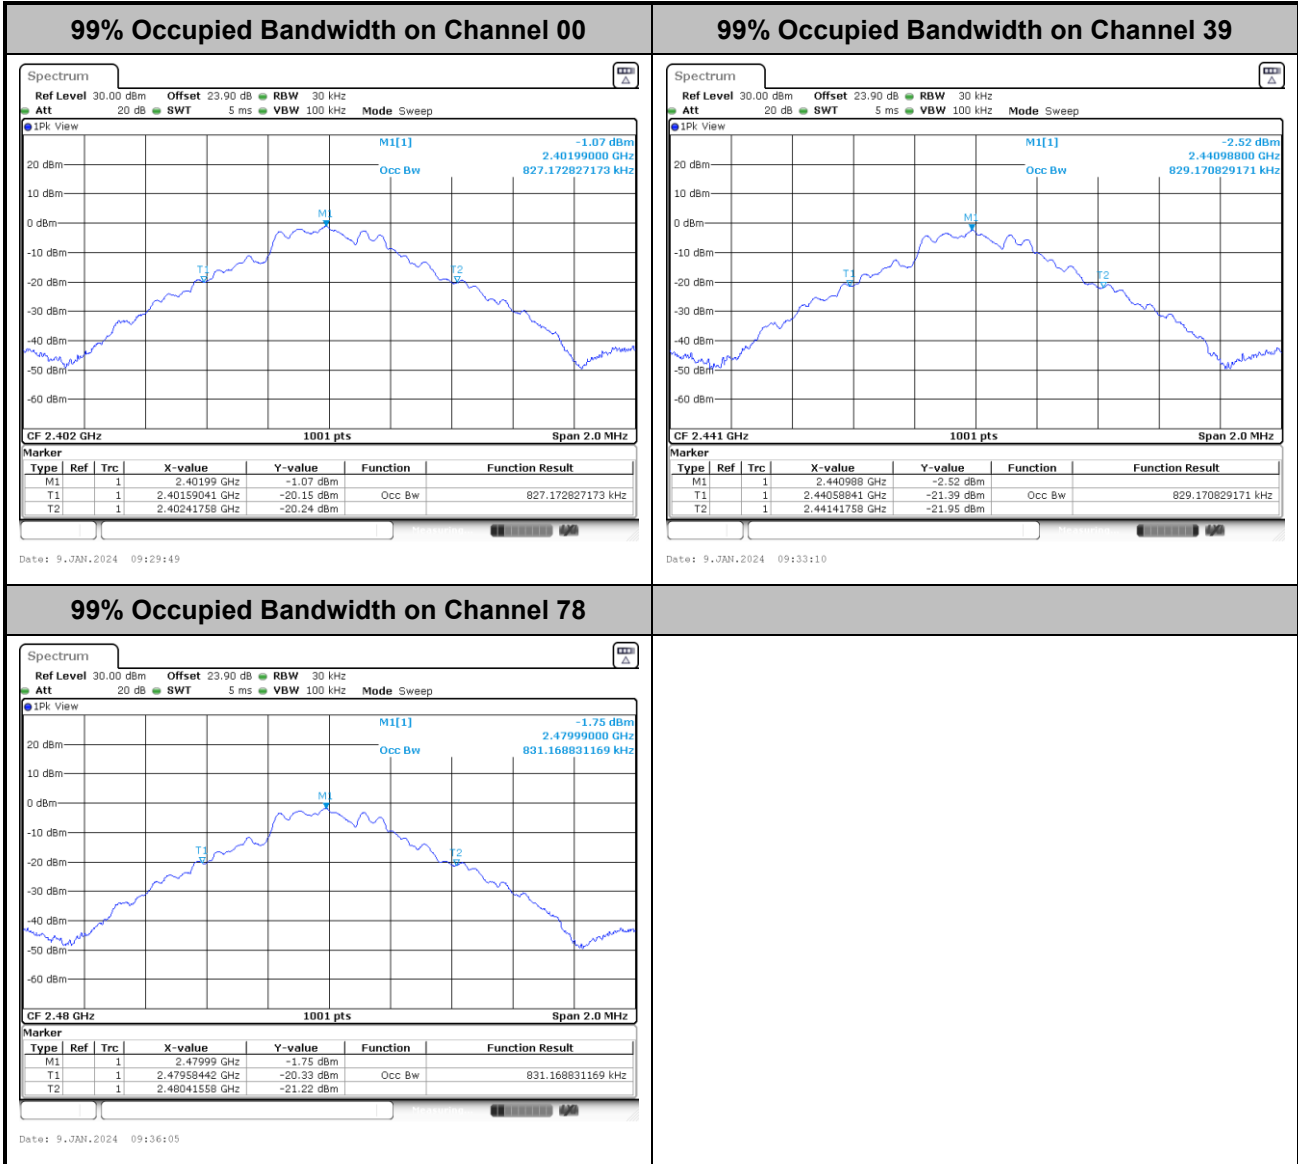 99% Occupied Bandwidth on Channel 00
Spectrum
Ref Level 30.00 dBm Offset 23.90 dB RBW 30 kHz
Att 20 dB SWT 5 ms VBW 100 kHz Mode Sweep
1Pk View
M1[1] -1.07 dBm
2.40199000 GHz
Occ Bw 827.172827173 kHz
20 dBm
10 dBm
M1
0 dBm
-10 dBm
T1 T2
-20 dBm
-30 dBm
-40 dBm
-50 dBm
-60 dBm
CF 2.402 GHz 1001 pts Span 2.0 MHz
Marker
Type Ref Trc X-value Y-value Function Function Result
M1 1 2.40199 GHz -1.07 dBm
T1 1 2.40159041 GHz -20.15 dBm Occ Bw 827.172827173 kHz
T2 1 2.40241758 GHz -20.24 dBm
Measuring...
Date: 9.JAN.2024 09:29:49
99% Occupied Bandwidth on Channel 39
Spectrum
Ref Level 30.00 dBm Offset 23.90 dB RBW 30 kHz
Att 20 dB SWT 5 ms VBW 100 kHz Mode Sweep
1Pk View
M1[1] -2.52 dBm
2.44098800 GHz
Occ Bw 829.170829171 kHz
20 dBm
10 dBm
M1
0 dBm
-10 dBm
T1 T2
-20 dBm
-30 dBm
-40 dBm
-50 dBm
-60 dBm
CF 2.441 GHz 1001 pts Span 2.0 MHz
Marker
Type Ref Trc X-value Y-value Function Function Result
M1 1 2.440988 GHz -2.52 dBm
T1 1 2.44058841 GHz -21.39 dBm Occ Bw 829.170829171 kHz
T2 1 2.44141758 GHz -21.95 dBm
Measuring...
Date: 9.JAN.2024 09:33:10
99% Occupied Bandwidth on Channel 78
Spectrum
Ref Level 30.00 dBm Offset 23.90 dB RBW 30 kHz
Att 20 dB SWT 5 ms VBW 100 kHz Mode Sweep
1Pk View
M1[1] -1.75 dBm
2.47999000 GHz
Occ Bw 831.168831169 kHz
20 dBm
10 dBm
M1
0 dBm
-10 dBm
T1 T2
-20 dBm
-30 dBm
-40 dBm
-50 dBm
-60 dBm
CF 2.48 GHz 1001 pts Span 2.0 MHz
Marker
Type Ref Trc X-value Y-value Function Function Result
M1 1 2.47999 GHz -1.75 dBm
T1 1 2.47958442 GHz -20.33 dBm Occ Bw 831.168831169 kHz
T2 1 2.48041558 GHz -21.22 dBm
Measuring...
Date: 9.JAN.2024 09:36:05